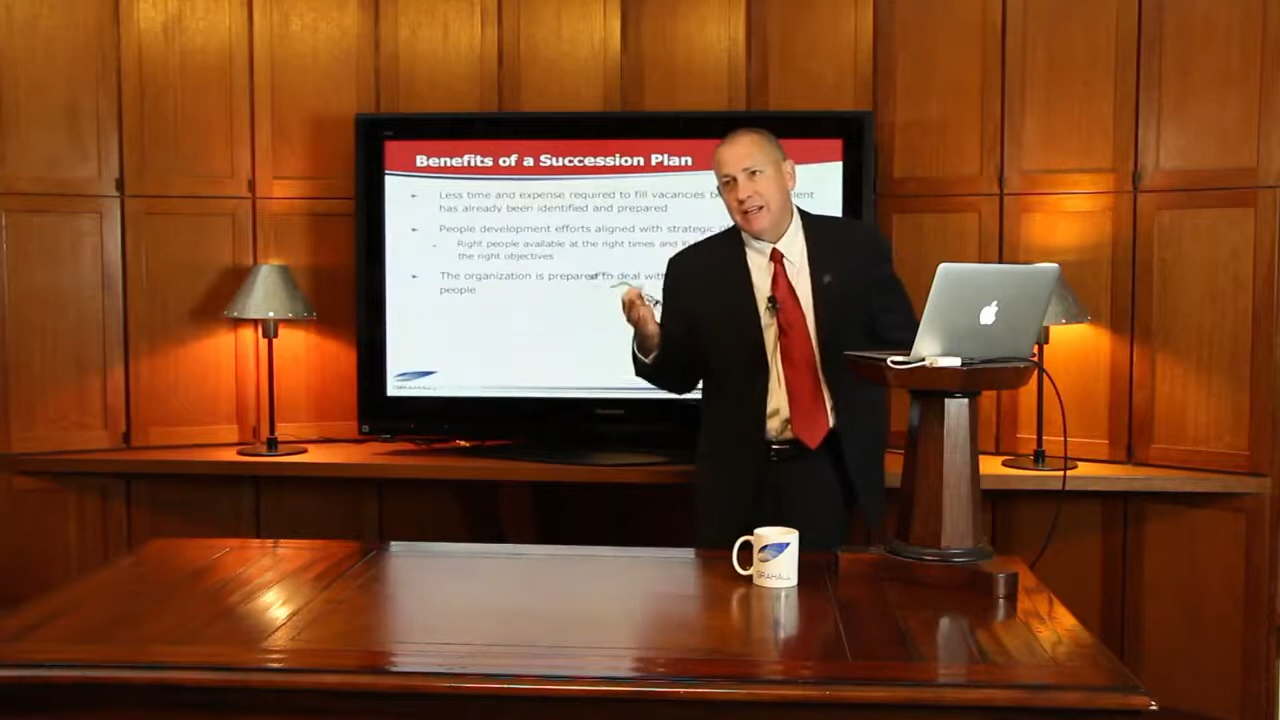 Benefits of a Succession Plan
Less time and expense required to fill vacancies
has already been identified and prepared
People development efforts aligned with strategic
Right people available at the right times and in
the right objectives
The organization is prepared to deal with
people
GRAHALL
GRAHALL